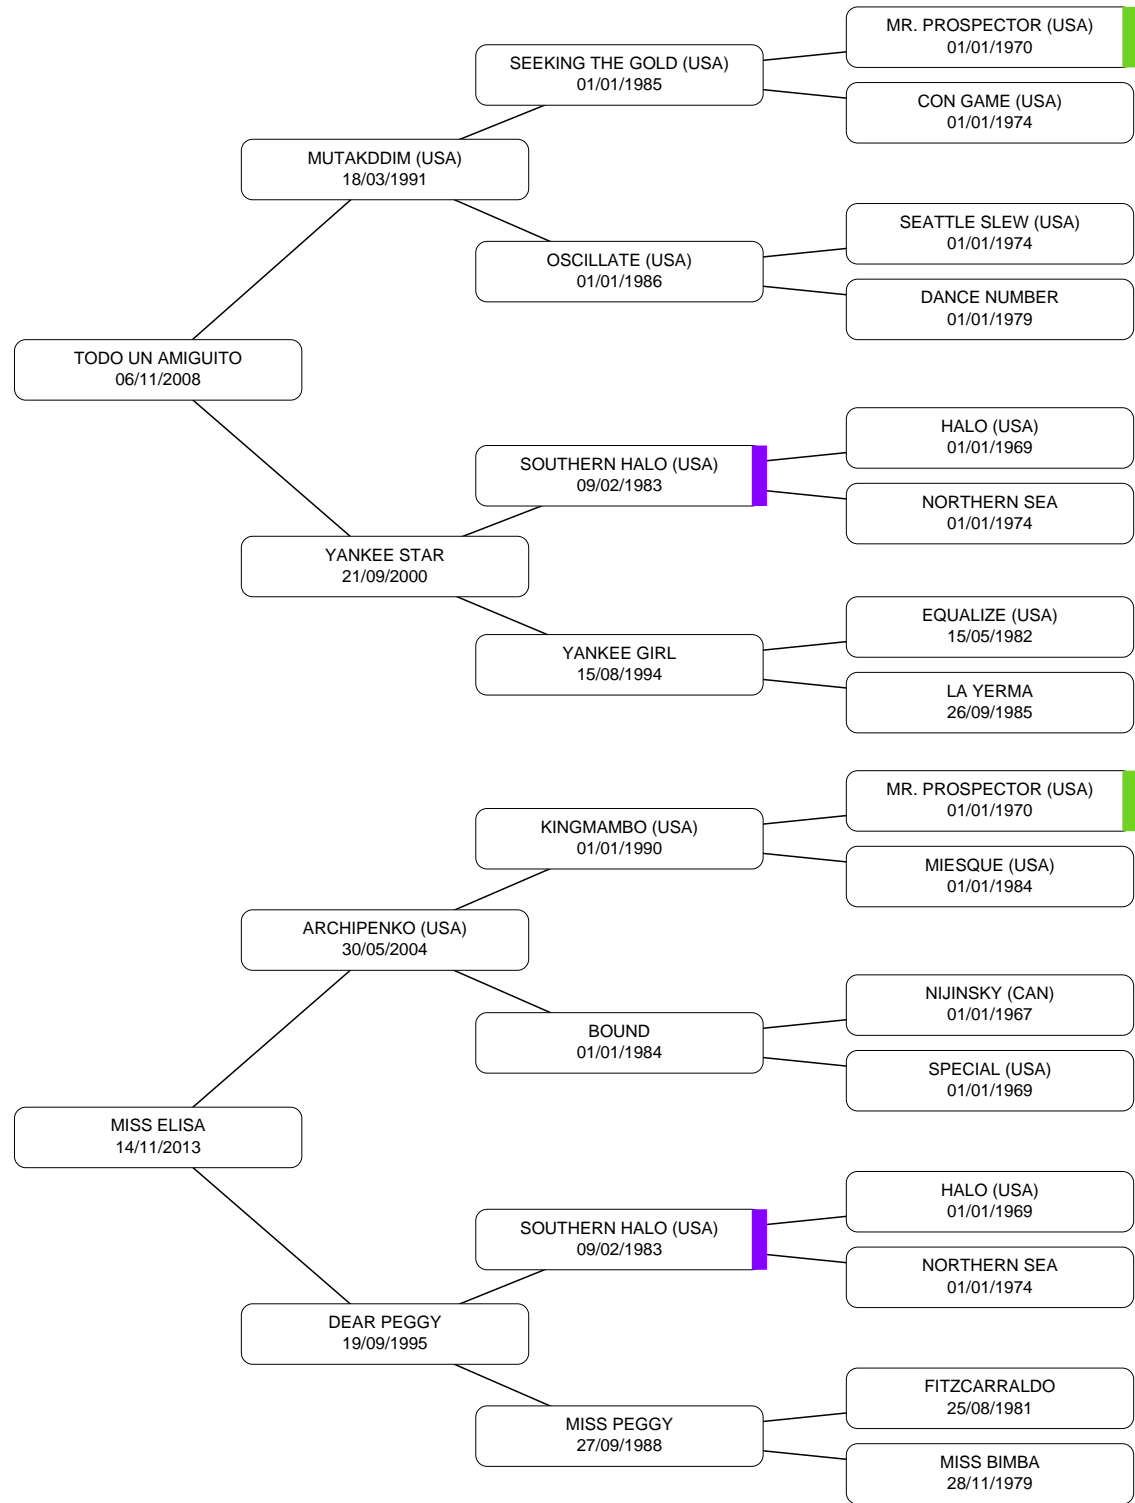 MR. PROSPECTOR (USA)
01/01/1970
SEEKING THE GOLD (USA)
01/01/1985
CON GAME (USA)
01/01/1974
MUTAKDDIM (USA)
18/03/1991
SEATTLE SLEW (USA)
01/01/1974
OSCILLATE (USA)
01/01/1986
DANCE NUMBER
01/01/1979
TODO UN AMIGUITO
06/11/2008
HALO (USA)
01/01/1969
SOUTHERN HALO (USA)
09/02/1983
NORTHERN SEA
01/01/1974
YANKEE STAR
21/09/2000
EQUALIZE (USA)
15/05/1982
YANKEE GIRL
15/08/1994
LA YERMA
26/09/1985
MR. PROSPECTOR (USA)
01/01/1970
KINGMAMBO (USA)
01/01/1990
MIESQUE (USA)
01/01/1984
ARCHIPENKO (USA)
30/05/2004
NIJINSKY (CAN)
01/01/1967
BOUND
01/01/1984
SPECIAL (USA)
01/01/1969
MISS ELISA
14/11/2013
HALO (USA)
01/01/1969
SOUTHERN HALO (USA)
09/02/1983
NORTHERN SEA
01/01/1974
DEAR PEGGY
19/09/1995
FITZCARRALDO
25/08/1981
MISS PEGGY
27/09/1988
MISS BIMBA
28/11/1979